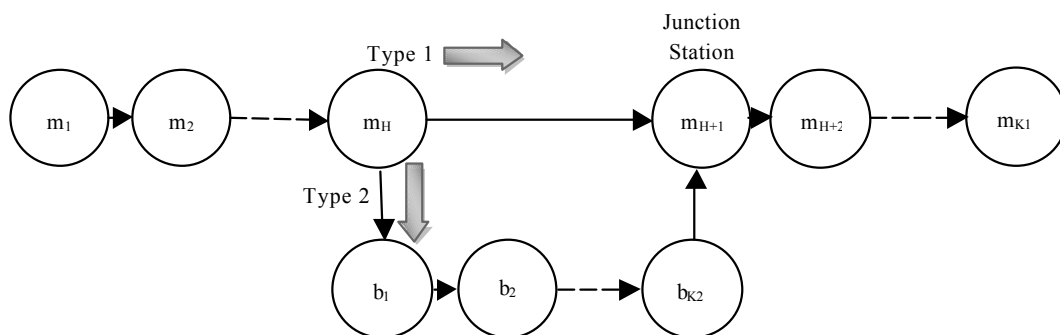 Junction
Station
Type 1
m1
m2
mH
mH+1
mH+2
mK1
Type 2
b1
b2
bK2